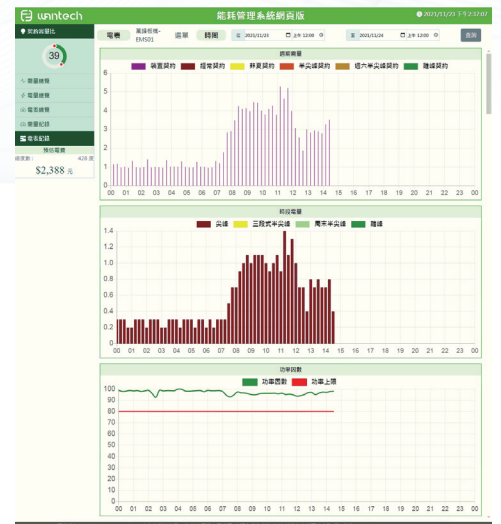 wintech
能耗管理系統網頁版
2021/11/23 下午2:37:07
契約容量比
39
需量總覽
電量總覽
電表總覽
需量紀錄
電表紀錄
預估電費
428 度
$2,388 元
電表
萬錦板橋-
EMS01
選單
時間
從 2021/11/23 上午 12:00
至 2021/11/24 上午 12:00
查詢
即時需量
裝置契約 經常契約 非夏契約 半尖峰契約 週六半尖峰契約 離峰契約
6
5
4
3
2
1
0
00 01 02 03 04 05 06 07 08 09 10 11 12 13 14 15 16 17 18 19 20 21 22 23 00
時段電量
尖峰 三段式半尖峰 周末半尖峰 離峰
1.4
1.2
1.0
0.8
0.6
0.4
0.2
0
00 01 02 03 04 05 06 07 08 09 10 11 12 13 14 15 16 17 18 19 20 21 22 23 00
功率因數
功率因數 功率上限
100
90
80
70
60
50
40
30
20
10
0
00 01 02 03 04 05 06 07 08 09 10 11 12 13 14 15 16 17 18 19 20 21 22 23 00